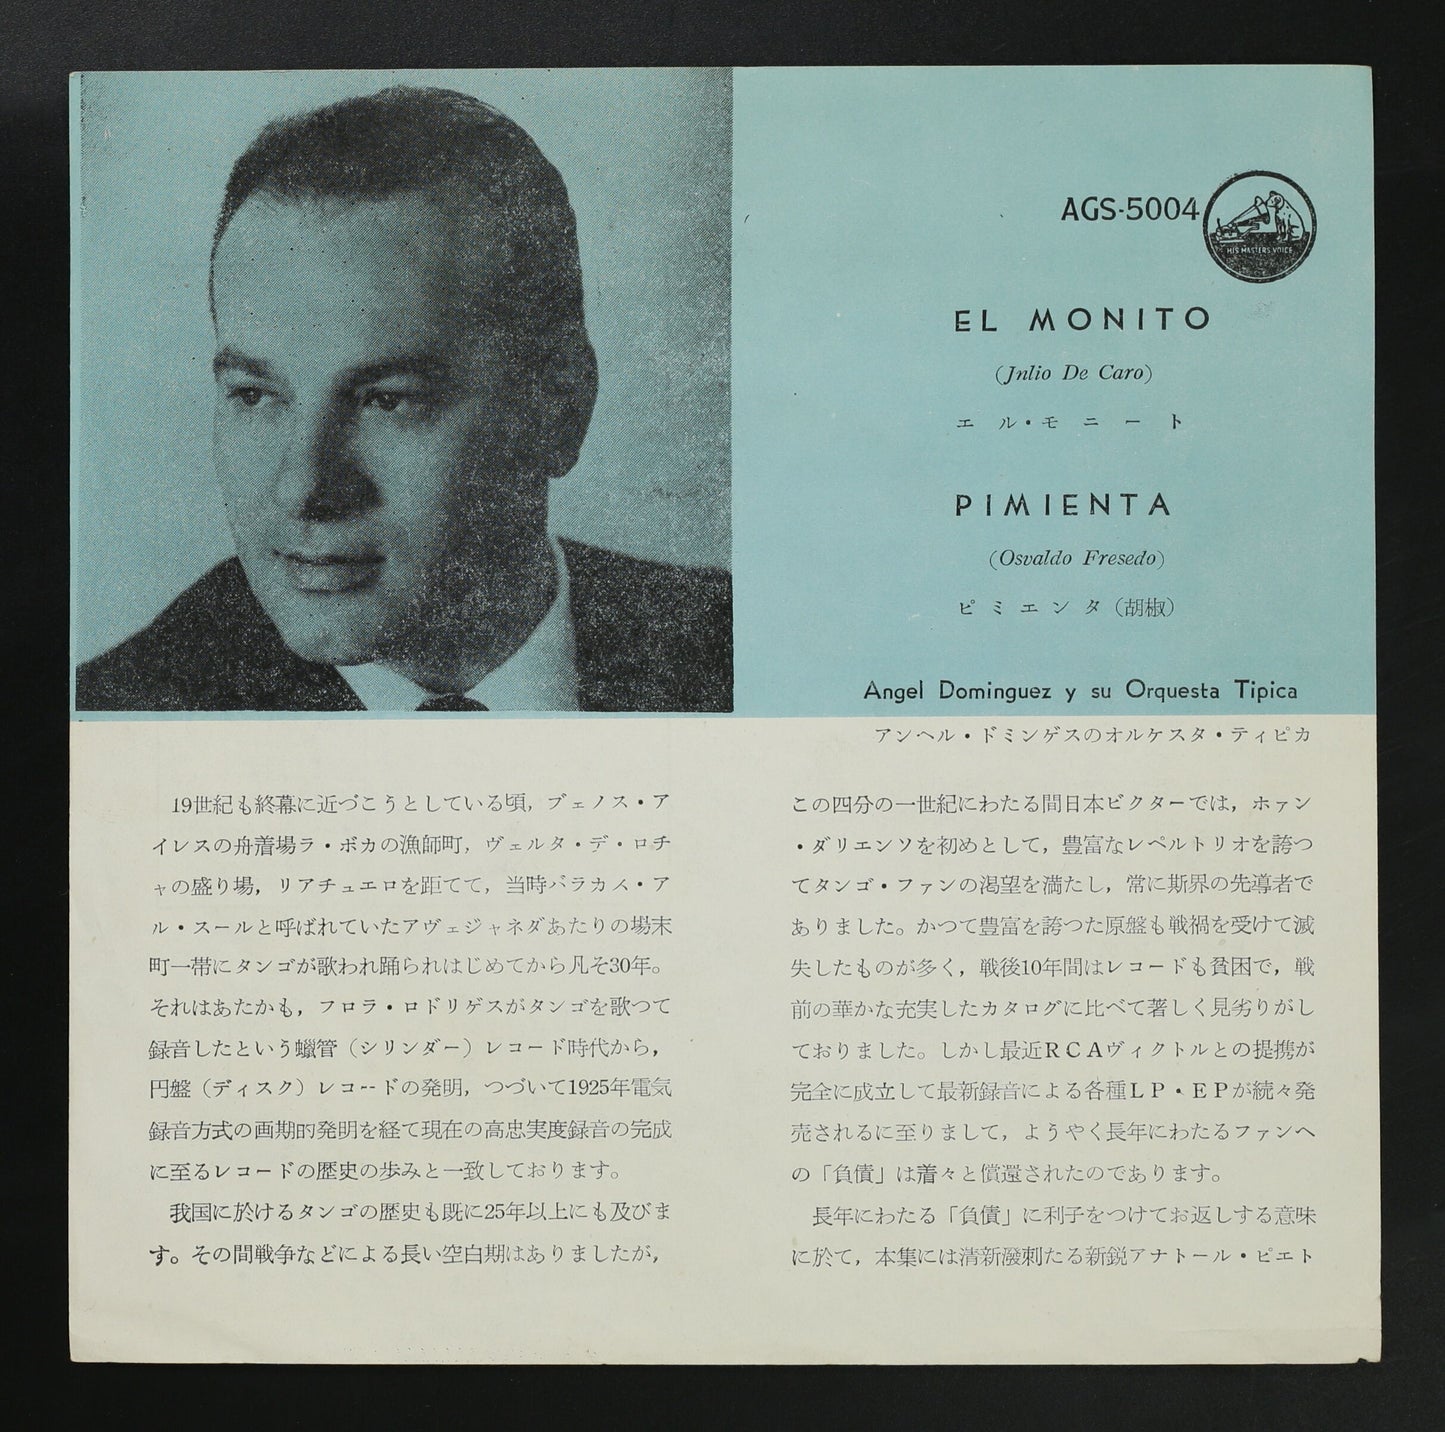 AGS-5004
HIS MASTERS VOICE
EL MONITO
(Jnlio De Caro)
エル・モニート
PIMIENTA
(Osvaldo Fresedo)
ピミエンタ（胡椒）
Angel Dominguez y su Orquesta Tipica
アンヘル・ドミンゲスのオルケスタ・ティピカ
19世紀も終幕に近づこうとしている頃，ブェノス・ア
イレスの舟着場ラ・ボカの漁師町，ヴェルタ・デ・ロチ
ャの盛り場，リアチュエロを距てて，当時バラカス・ア
ル・スールと呼ばれていたアヴェジャネダあたりの場末
町一帯にタンゴが歌われ踊られはじめてから凡そ30年。
それはあたかも，フロラ・ロドリゲスがタンゴを歌つて
録音したという蠟管（シリンダー）レコード時代から，
円盤（ディスク）レコードの発明，つづいて1925年電気
録音方式の画期的発明を経て現在の高忠実度録音の完成
に至るレコードの歴史の歩みと一致しております。
我国に於けるタンゴの歴史も既に25年以上にも及びま
す。その間戦争などによる長い空白期はありましたが，
この四分の一世紀にわたる間日本ビクターでは，ホァン
・ダリエンソを初めとして，豊富なレペルトリオを誇つ
てタンゴ・ファンの渇望を満たし，常に斯界の先導者で
ありました。かつて豊富を誇つた原盤も戦禍を受けて滅
失したものが多く，戦後10年間はレコードも貧困で，戦
前の華かな充実したカタログに比べて著しく見劣りがし
ておりました。しかし最近RCAヴィクトルとの提携が
完全に成立して最新録音による各種LP・EPが続々発
売されるに至りまして，ようやく長年にわたるファンへ
の「負債」は着々と償還されたのであります。
長年にわたる「負債」に利子をつけてお返しする意味
に於て，本集には清新潑剌たる新鋭アナトール・ピエト